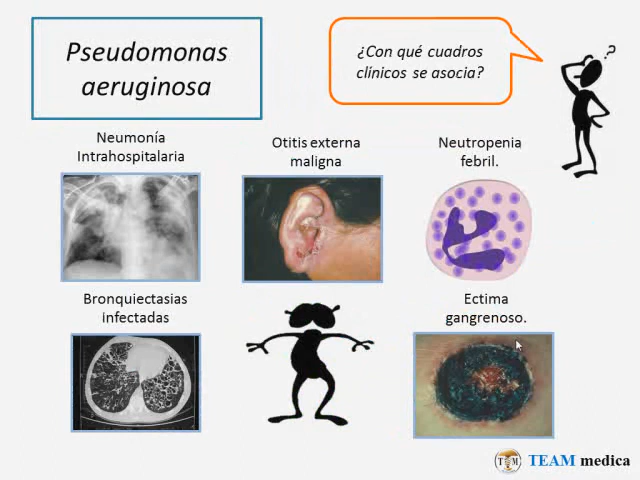 Pseudomonas
aeruginosa
¿Con qué cuadros
clínicos se asocia?
?
Neumonía
Intrahospitalaria
Otitis externa
maligna
Neutropenia
febril.
Bronquiectasias
infectadas
Ectima
gangrenoso.
T M
TEAM medica